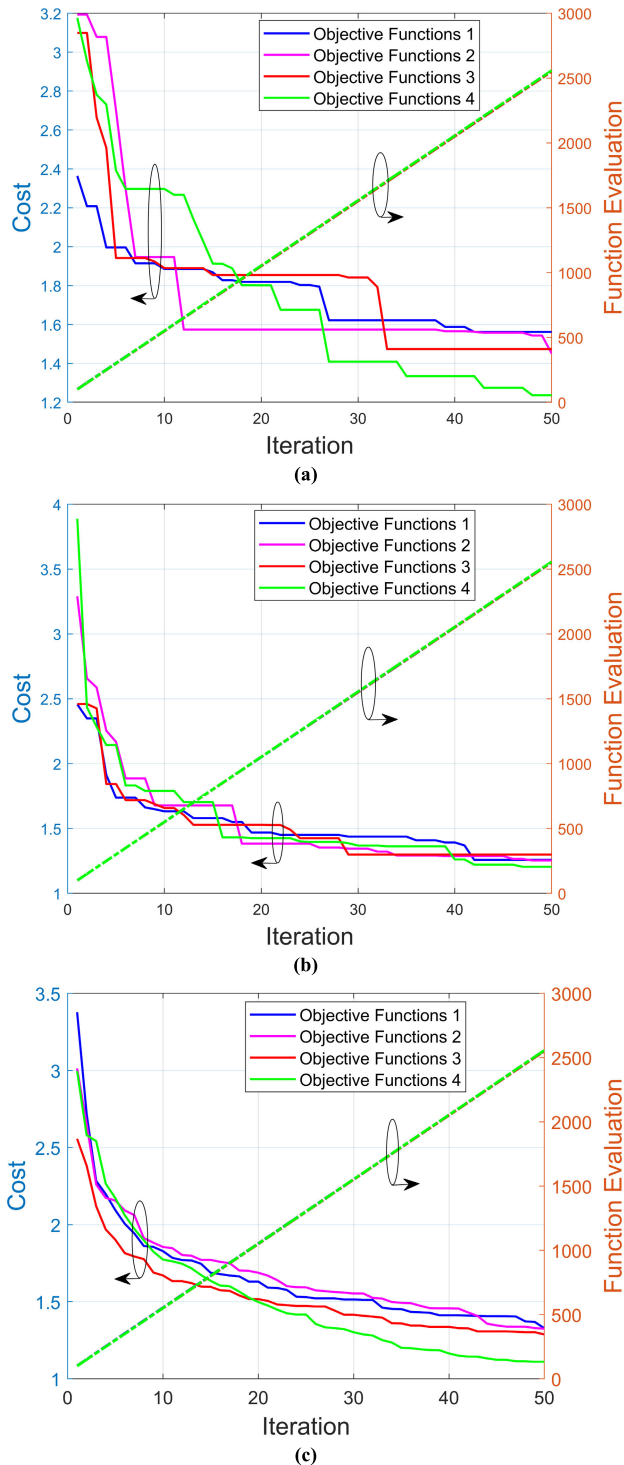 3.2
3
2.8
2.6
2.4
2.2
2
1.8
1.6
1.4
1.2
Cost
Objective Functions 1
Objective Functions 2
Objective Functions 3
Objective Functions 4
3000
2500
2000
1500
1000
500
0
Function Evaluation
0 10 20 30 40 50
Iteration
(a)
4
3.5
3
2.5
2
1.5
1
Cost
Objective Functions 1
Objective Functions 2
Objective Functions 3
Objective Functions 4
3000
2500
2000
1500
1000
500
0
Function Evaluation
0 10 20 30 40 50
Iteration
(b)
3.5
3
2.5
2
1.5
1
Cost
Objective Functions 1
Objective Functions 2
Objective Functions 3
Objective Functions 4
3000
2500
2000
1500
1000
500
0
Function Evaluation
0 10 20 30 40 50
Iteration
(c)